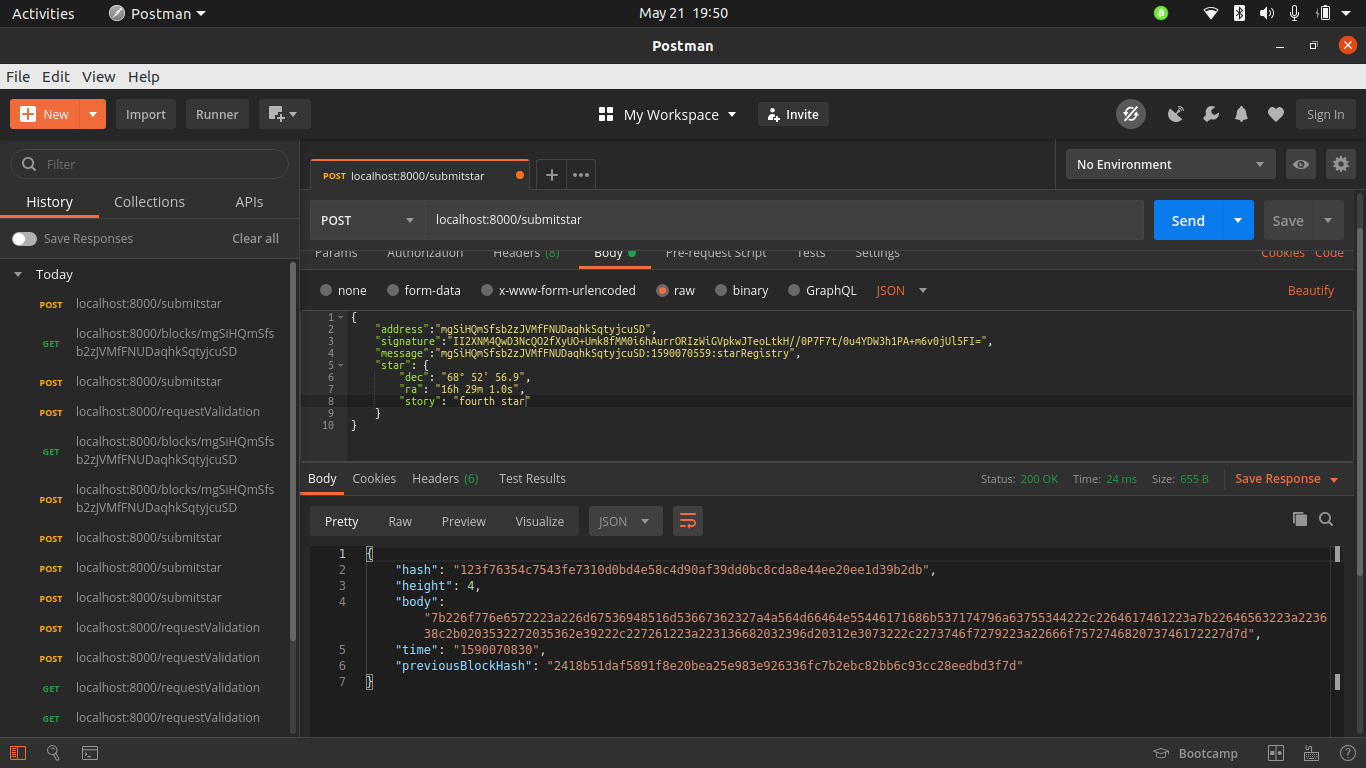 Activities Postman May 21 19:50
Postman
File Edit View Help
New Import Runner My Workspace Invite Sign In
Filter
History Collections APIs
Save Responses Clear all
Today
POST localhost:8000/submitstar
GET localhost:8000/blocks/mgSiHQmSfs
b2zJVMfFNUDaqhkSqtyjcuSD
POST localhost:8000/submitstar
POST localhost:8000/requestValidation
GET localhost:8000/blocks/mgSiHQmSfs
b2zJVMfFNUDaqhkSqtyjcuSD
POST localhost:8000/blocks/mgSiHQmSfs
b2zJVMfFNUDaqhkSqtyjcuSD
POST localhost:8000/submitstar
POST localhost:8000/submitstar
POST localhost:8000/submitstar
POST localhost:8000/requestValidation
POST localhost:8000/requestValidation
GET localhost:8000/requestValidation
GET localhost:8000/requestValidation
POST localhost:8000/submitstar
No Environment
POST localhost:8000/submitstar Send Save
Params Authorization Headers (8) Body Pre-request Script Tests Settings Cookies Code
none form-data x-www-form-urlencoded raw binary GraphQL JSON Beautify
1 {
2 "address":"mgSiHQmSfsb2zJVMfFNUDaqhkSqtyjcuSD",
3 "signature":"II2XNM4QwD3NcQO2fXyUO+Umk8fMM0i6hAurrORIzWiGVpkwJTeoLtkH//0P7F7t/0u4YDW3h1PA+m6v0jUl5FI=",
4 "message":"mgSiHQmSfsb2zJVMfFNUDaqhkSqtyjcuSD:1590070559:starRegistry",
5 "star": {
6 "dec": "68° 52' 56.9",
7 "ra": "16h 29m 1.0s",
8 "story": "fourth star"
9 }
10 }
Body Cookies Headers (6) Test Results Status: 200 OK Time: 24 ms Size: 655 B Save Response
Pretty Raw Preview Visualize JSON
1 {
2 "hash": "123f76354c7543fe7310d0bd4e58c4d90af39dd0bc8cda8e44ee20ee1d39b2db",
3 "height": 4,
4 "body":
"7b226f776e6572223a226d67536948516d53667362327a4a564d66464e55446171686b537174796a63755344222c2264617461223a7b22646563223a22363
38c2b0203532272035362e39222c227261223a223136682032396d20312e3073222c2273746f7279223a22666f757274682073746172227d7d",
5 "time": "1590070830",
6 "previousBlockHash": "2418b51daf5891f8e20bea25e983e926336fc7b2ebc82bb6c93cc28eedbd3f7d"
7 }
Bootcamp